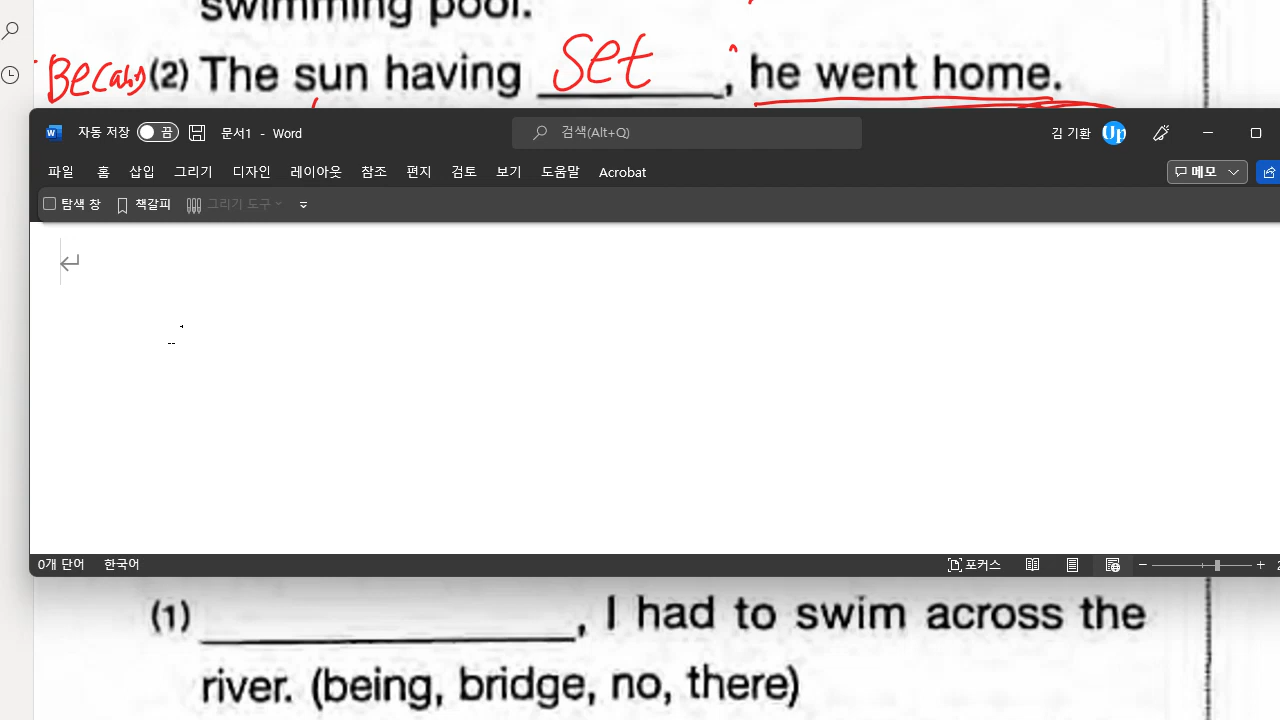 swimming pool.
Because (2) The sun having set, he went home.
자동 저장 끔 문서1 - Word 검색(Alt+Q) 김 기환 Up
파일 홈 삽입 그리기 디자인 레이아웃 참조 편지 검토 보기 도움말 Acrobat 메모
탐색 창 책갈피 그리기 도구
0개 단어 한국어 포커스
(1) , I had to swim across the
river. (being, bridge, no, there)